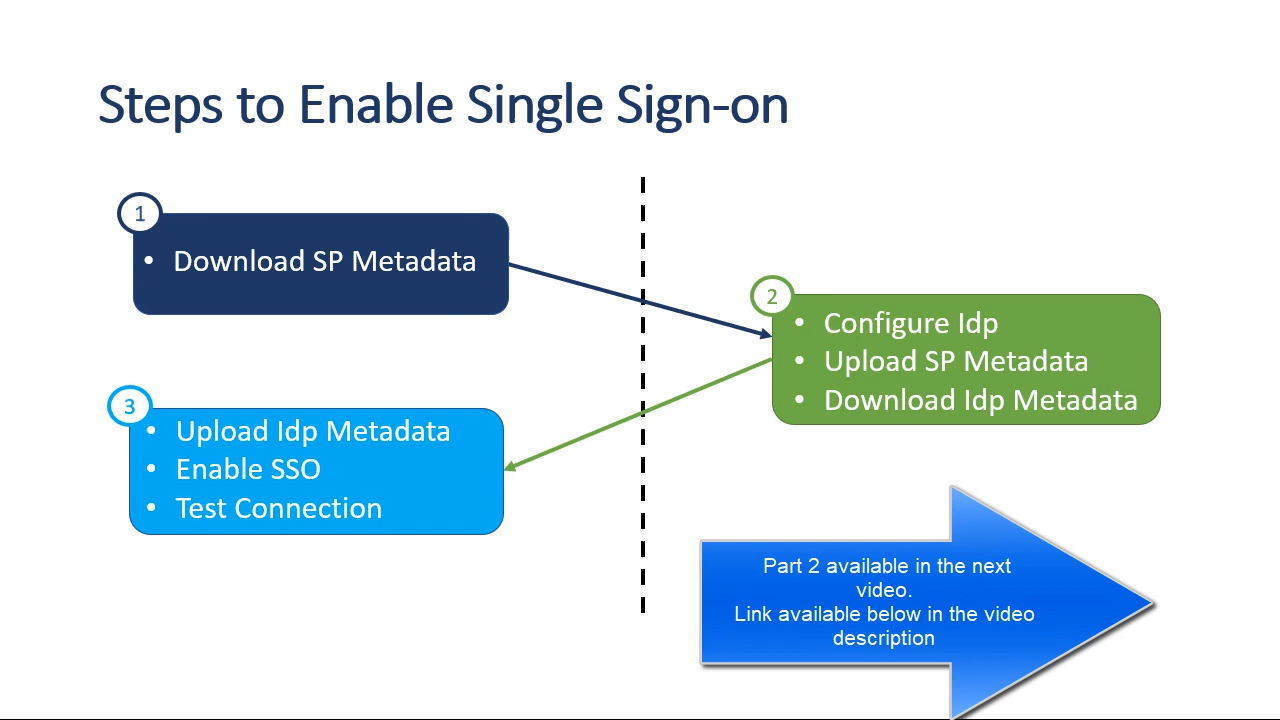 Steps to Enable Single Sign-on
1
• Download SP Metadata
2
• Configure Idp
• Upload SP Metadata
• Download Idp Metadata
3
• Upload Idp Metadata
• Enable SSO
• Test Connection
Part 2 available in the next
video.
Link available below in the video
description